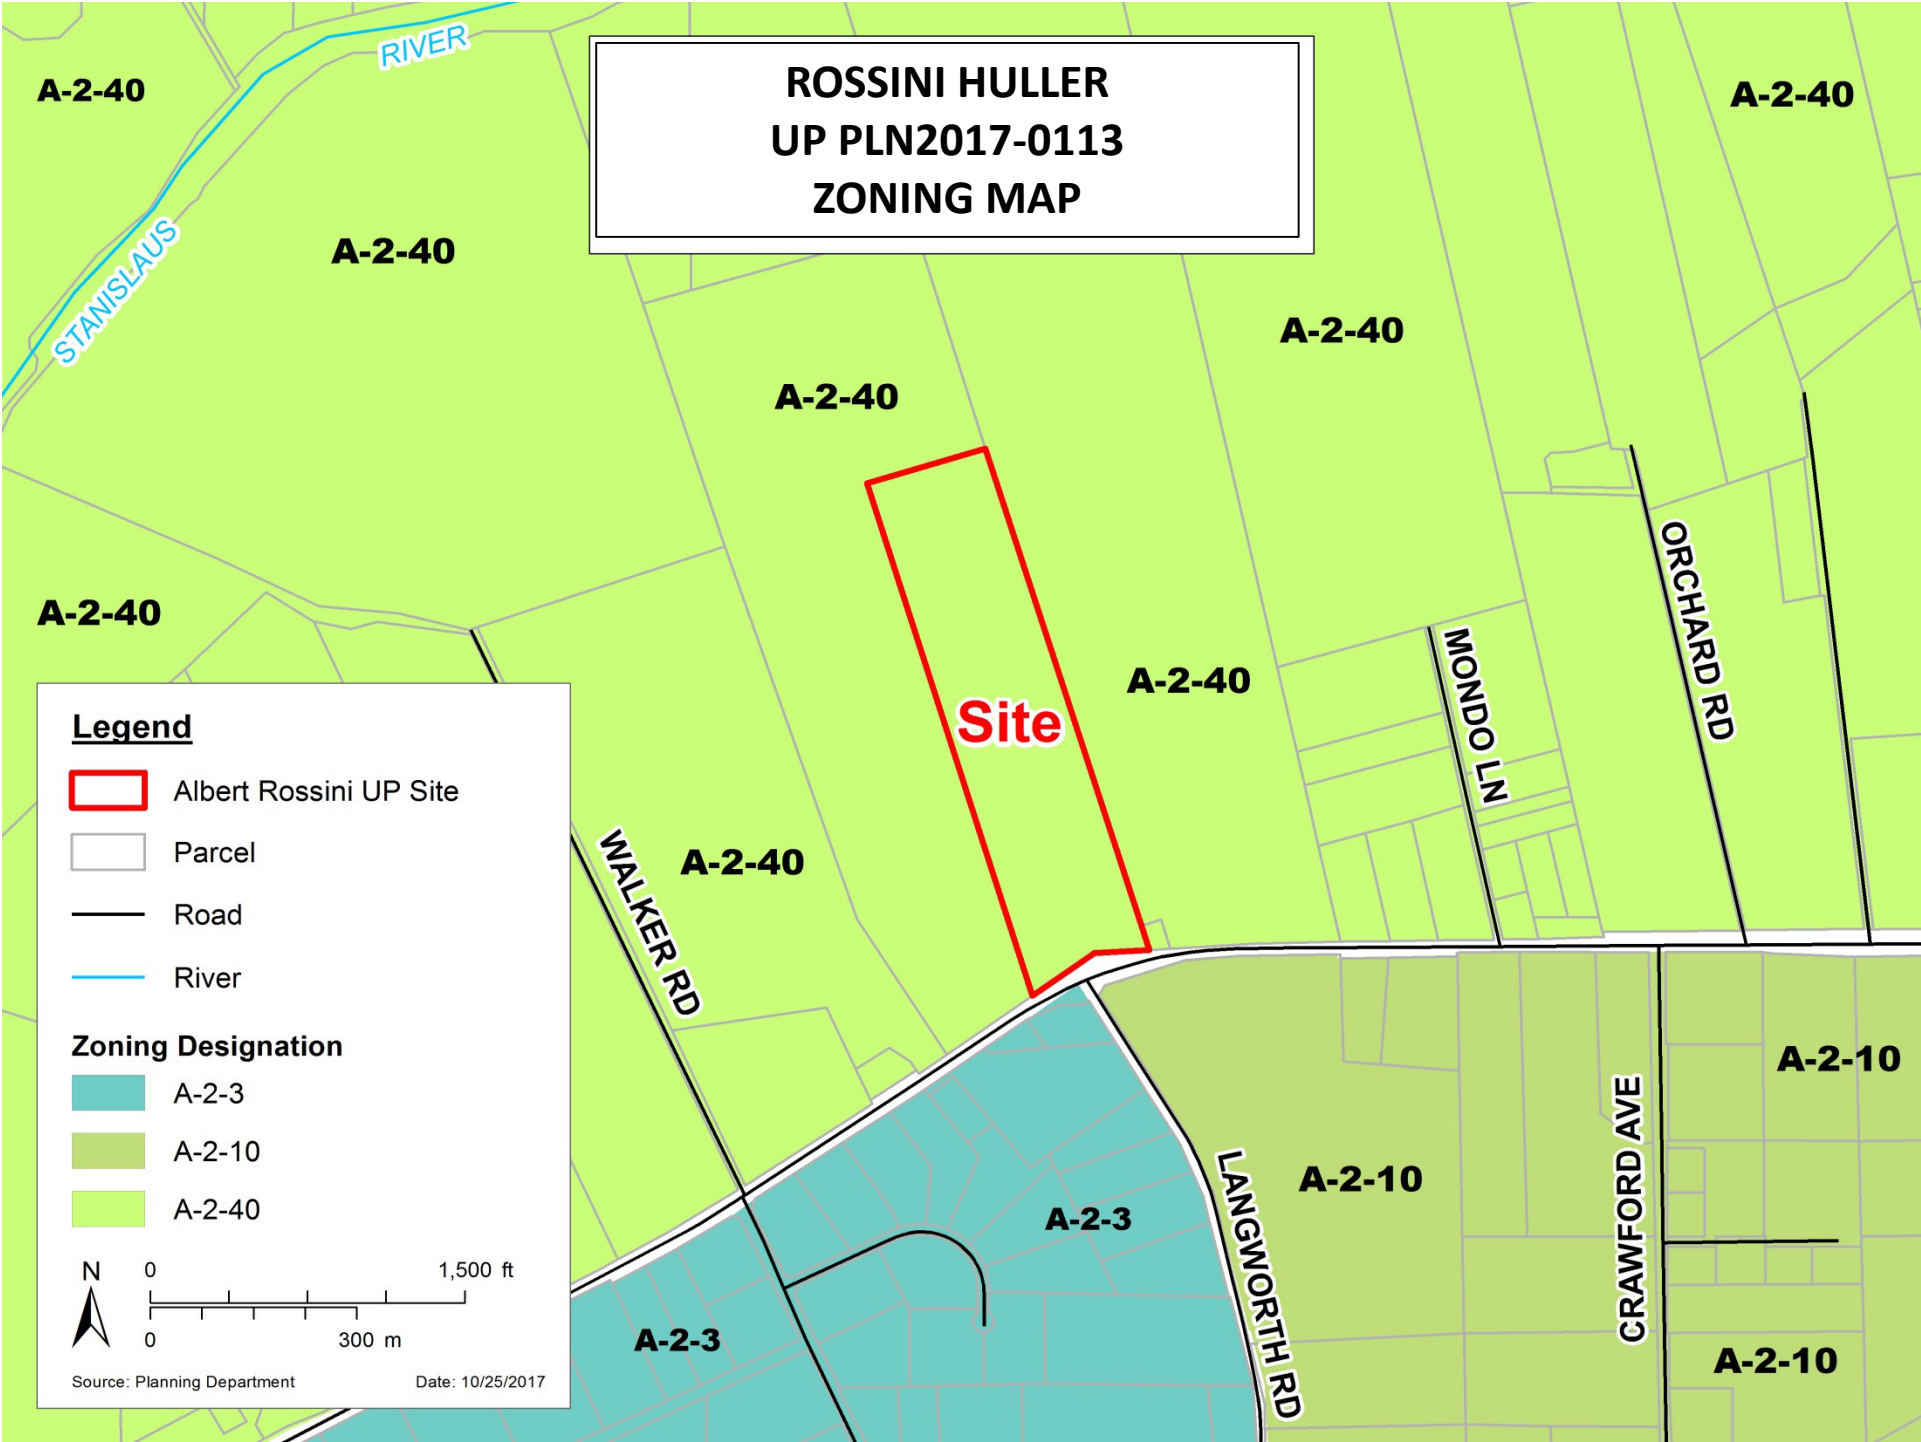 ROSSINI HULLER
UP PLN2017-0113
ZONING MAP
RIVER
STANISLAUS
A-2-40
A-2-40
A-2-40
A-2-40
A-2-40
A-2-40
A-2-40
A-2-40
Site
WALKER RD
MONDO LN
ORCHARD RD
LANGWORTH RD
CRAWFORD AVE
A-2-10
A-2-10
A-2-10
A-2-3
A-2-3
Legend
Albert Rossini UP Site
Parcel
Road
River
Zoning Designation
A-2-3
A-2-10
A-2-40
N
0 1,500 ft
0 300 m
Source: Planning Department Date: 10/25/2017